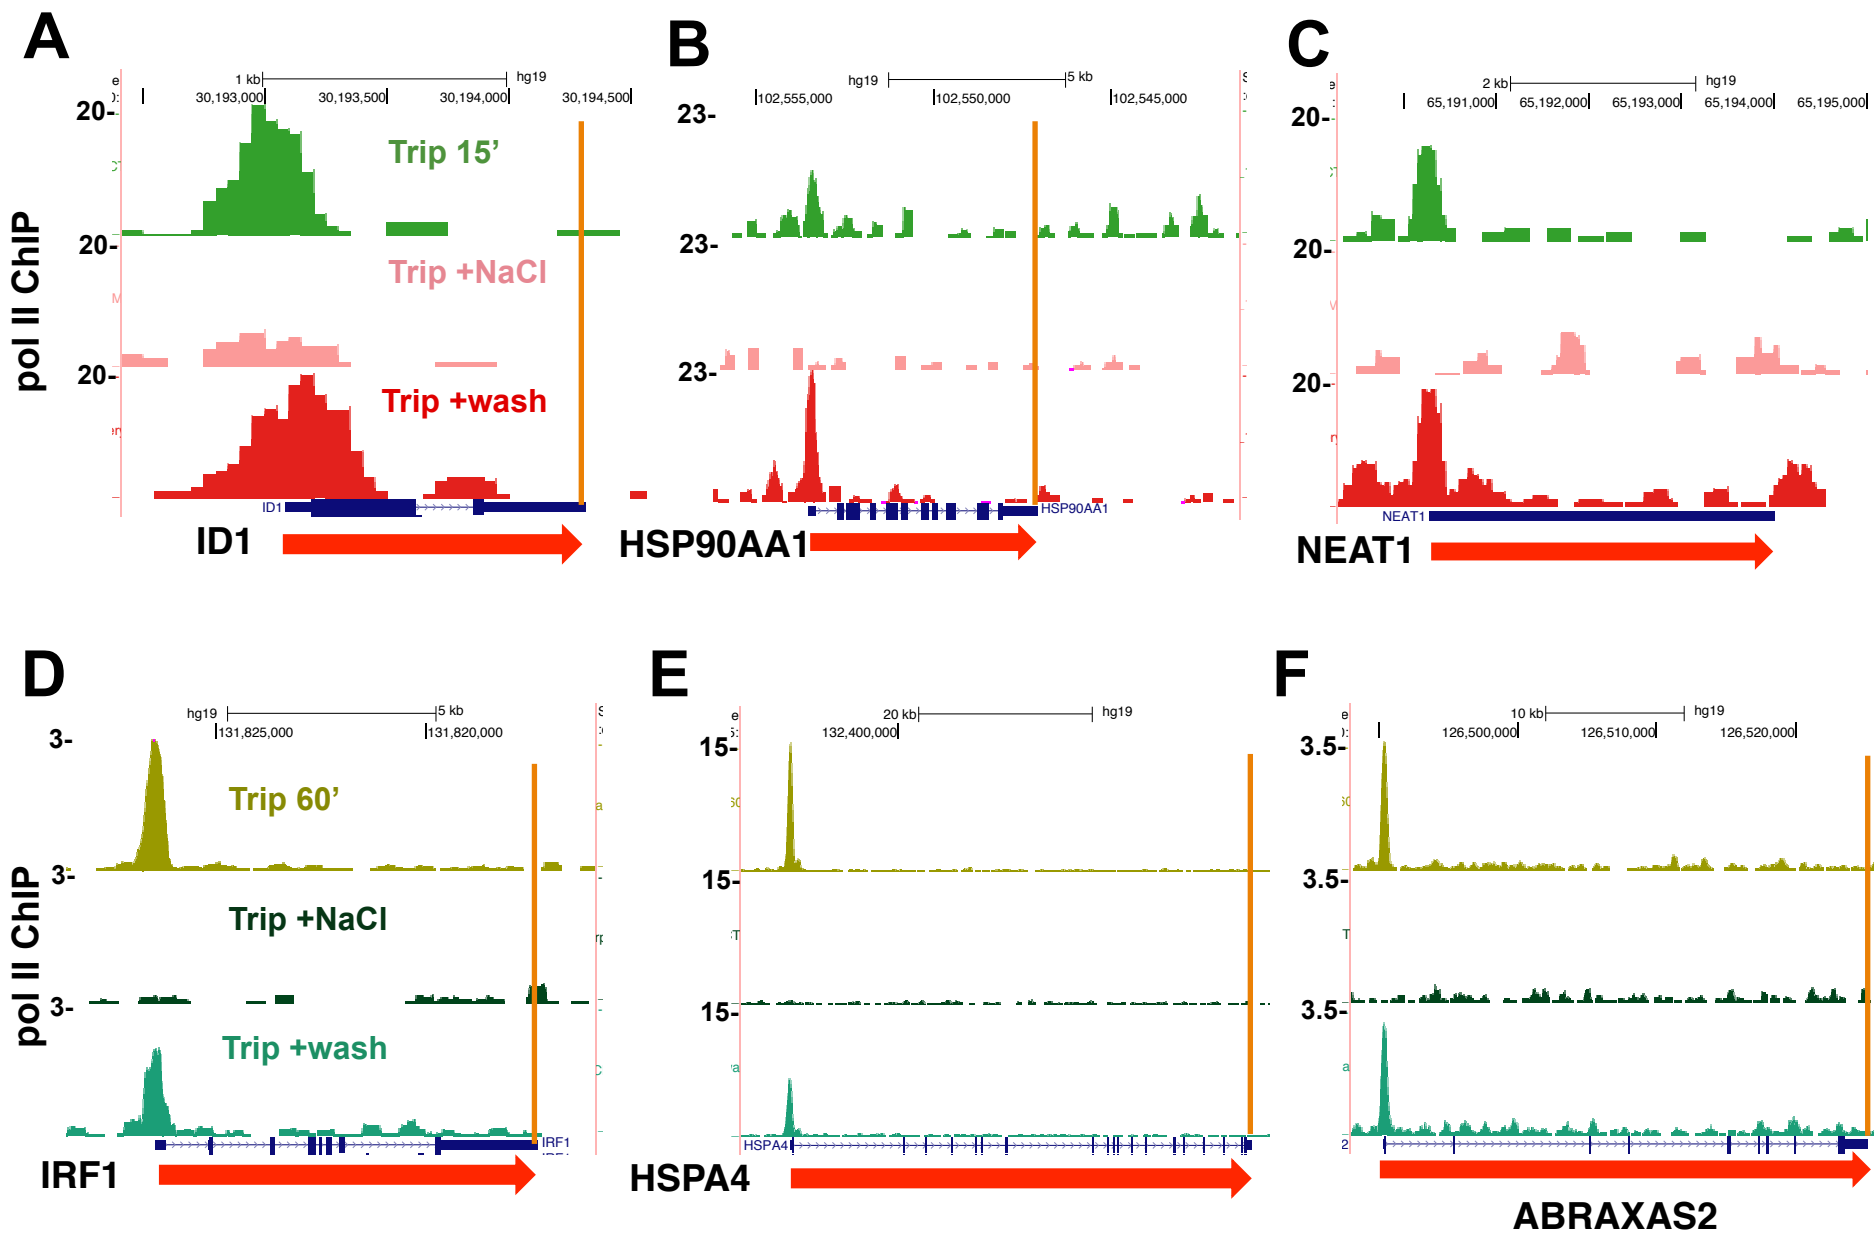 A
1 kb hg19
30,193,000 30,193,500 30,194,000 30,194,500
20-
Trip 15’
20-
Trip +NaCl
20-
Trip +wash
pol II ChIP
ID1
ID1
B
hg19 5 kb
102,555,000 102,550,000 102,545,000
23-
23-
23-
HSP90AA1
HSP90AA1
C
2 kb hg19
65,191,000 65,192,000 65,193,000 65,194,000 65,195,000
20-
20-
20-
NEAT1
NEAT1
D
hg19 5 kb
131,825,000 131,820,000
3-
Trip 60’
3-
Trip +NaCl
3-
Trip +wash
pol II ChIP
IRF1
IRF1
E
20 kb hg19
132,400,000
15-
15-
15-
HSPA4
HSPA4
F
10 kb hg19
126,500,000 126,510,000 126,520,000
3.5-
3.5-
3.5-
2
ABRAXAS2